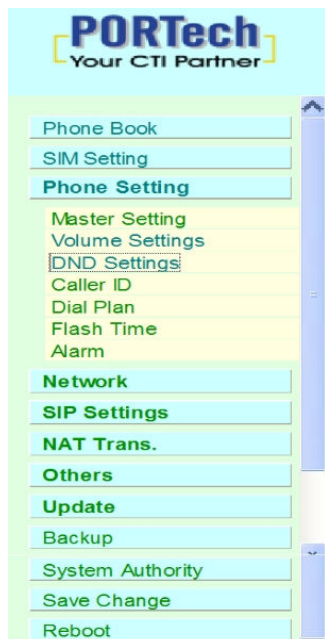 PORTech
Your CTI Partner
Phone Book
SIM Setting
Phone Setting
Master Setting
Volume Settings
DND Settings
Caller ID
Dial Plan
Flash Time
Alarm
Network
SIP Settings
NAT Trans.
Others
Update
Backup
System Authority
Save Change
Reboot